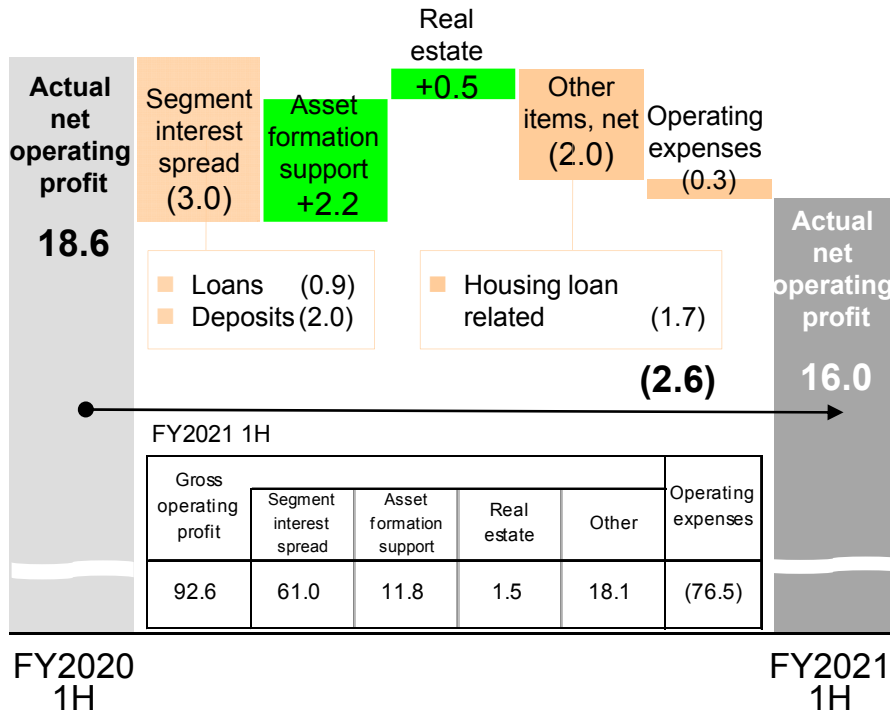 Actual
net
operating
profit
18.6
Segment
interest
spread
(3.0)
Asset
formation
support
+2.2
Real
estate
+0.5
Other
items, net
(2.0)
Operating
expenses
(0.3)
Actual
net
operating
profit
16.0
Loans (0.9)
Deposits (2.0)
Housing loan
related (1.7)
(2.6)
FY2021 1H
Gross
operating
profit
Segment
interest
spread
Asset
formation
support
Real
estate
Other
Operating
expenses
92.6 61.0 11.8 1.5 18.1 (76.5)
FY2020
1H
FY2021
1H